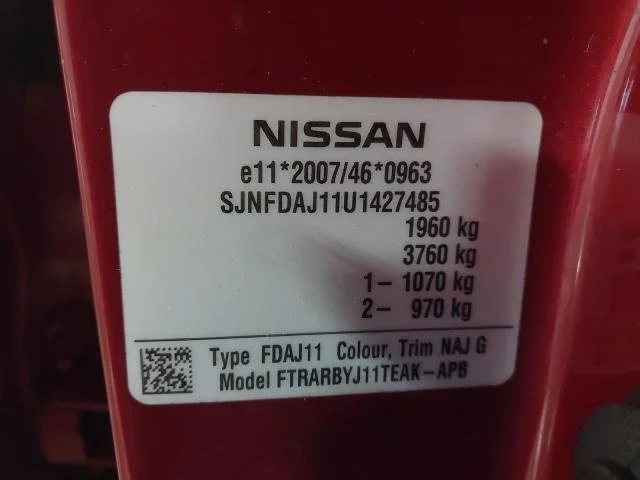 NISSAN
e11*2007/46*0963
SJNFDAJ11U1427485
1960 kg
3760 kg
1- 1070 kg
2- 970 kg
Type FDAJ11 Colour, Trim NAJ G
Model FTRARBYJ11TEAK-APB